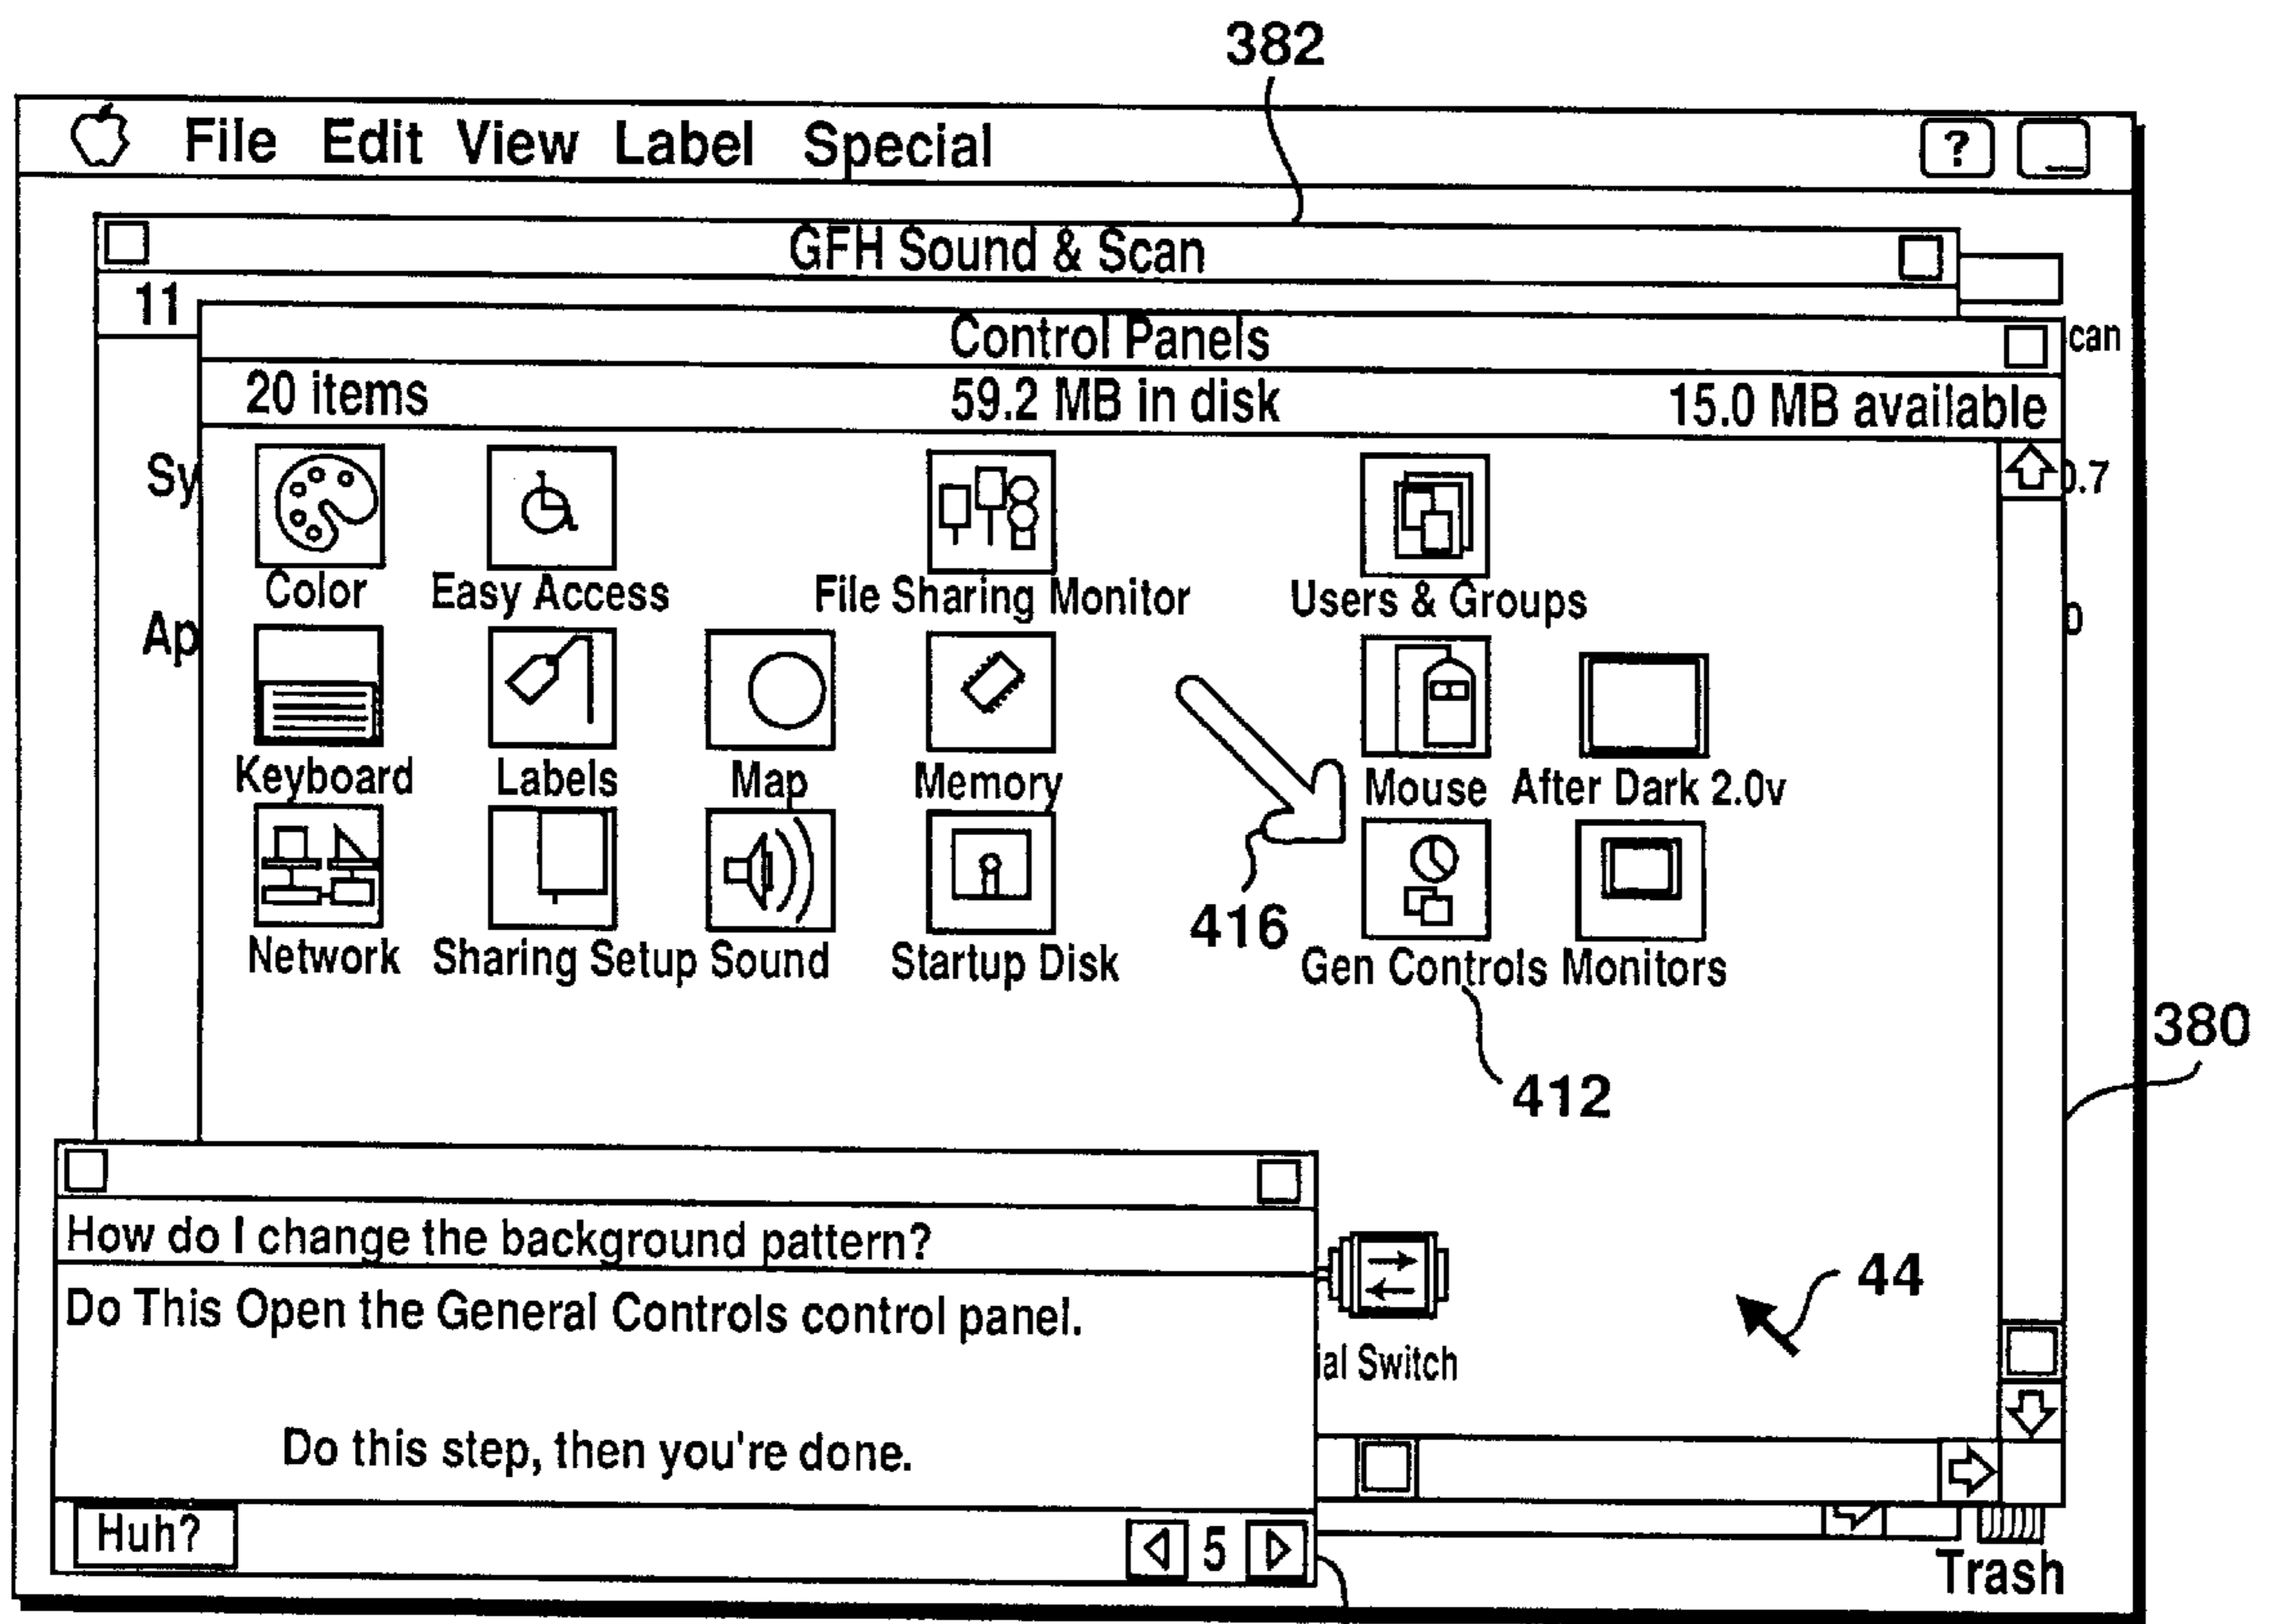 382
File Edit View Label Special ?
GFH Sound & Scan
11
Control Panels
can
20 items 59.2 MB in disk 15.0 MB available
Sy
0.7
Color Easy Access File Sharing Monitor Users & Groups
Ap
0
Keyboard Labels Map Memory Mouse After Dark 2.0v
416
Network Sharing Setup Sound Startup Disk Gen Controls Monitors
380
412
How do I change the background pattern?
44
Do This Open the General Controls control panel.
ial Switch
Do this step, then you're done.
Huh? 5
Trash